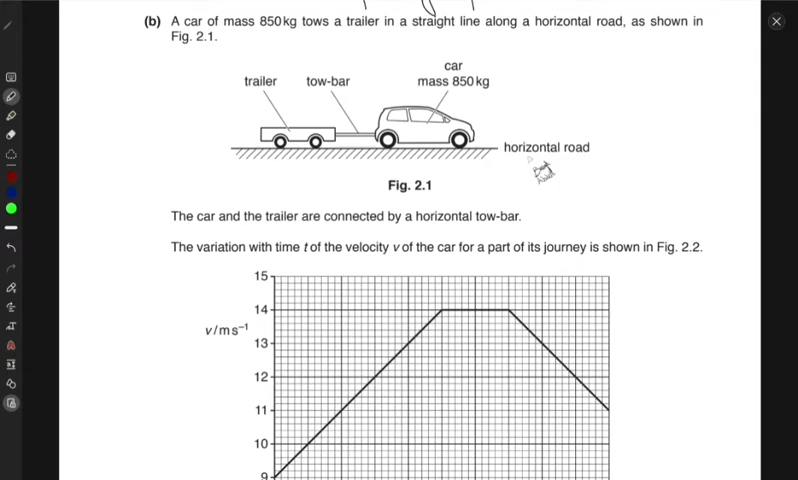 (b) A car of mass 850 kg tows a trailer in a straight line along a horizontal road, as shown in
Fig. 2.1.
car
trailer tow-bar mass 850 kg
horizontal road
Fig. 2.1
The car and the trailer are connected by a horizontal tow-bar.
The variation with time t of the velocity v of the car for a part of its journey is shown in Fig. 2.2.
15
14
v/ms⁻¹
13
12
11
10
9